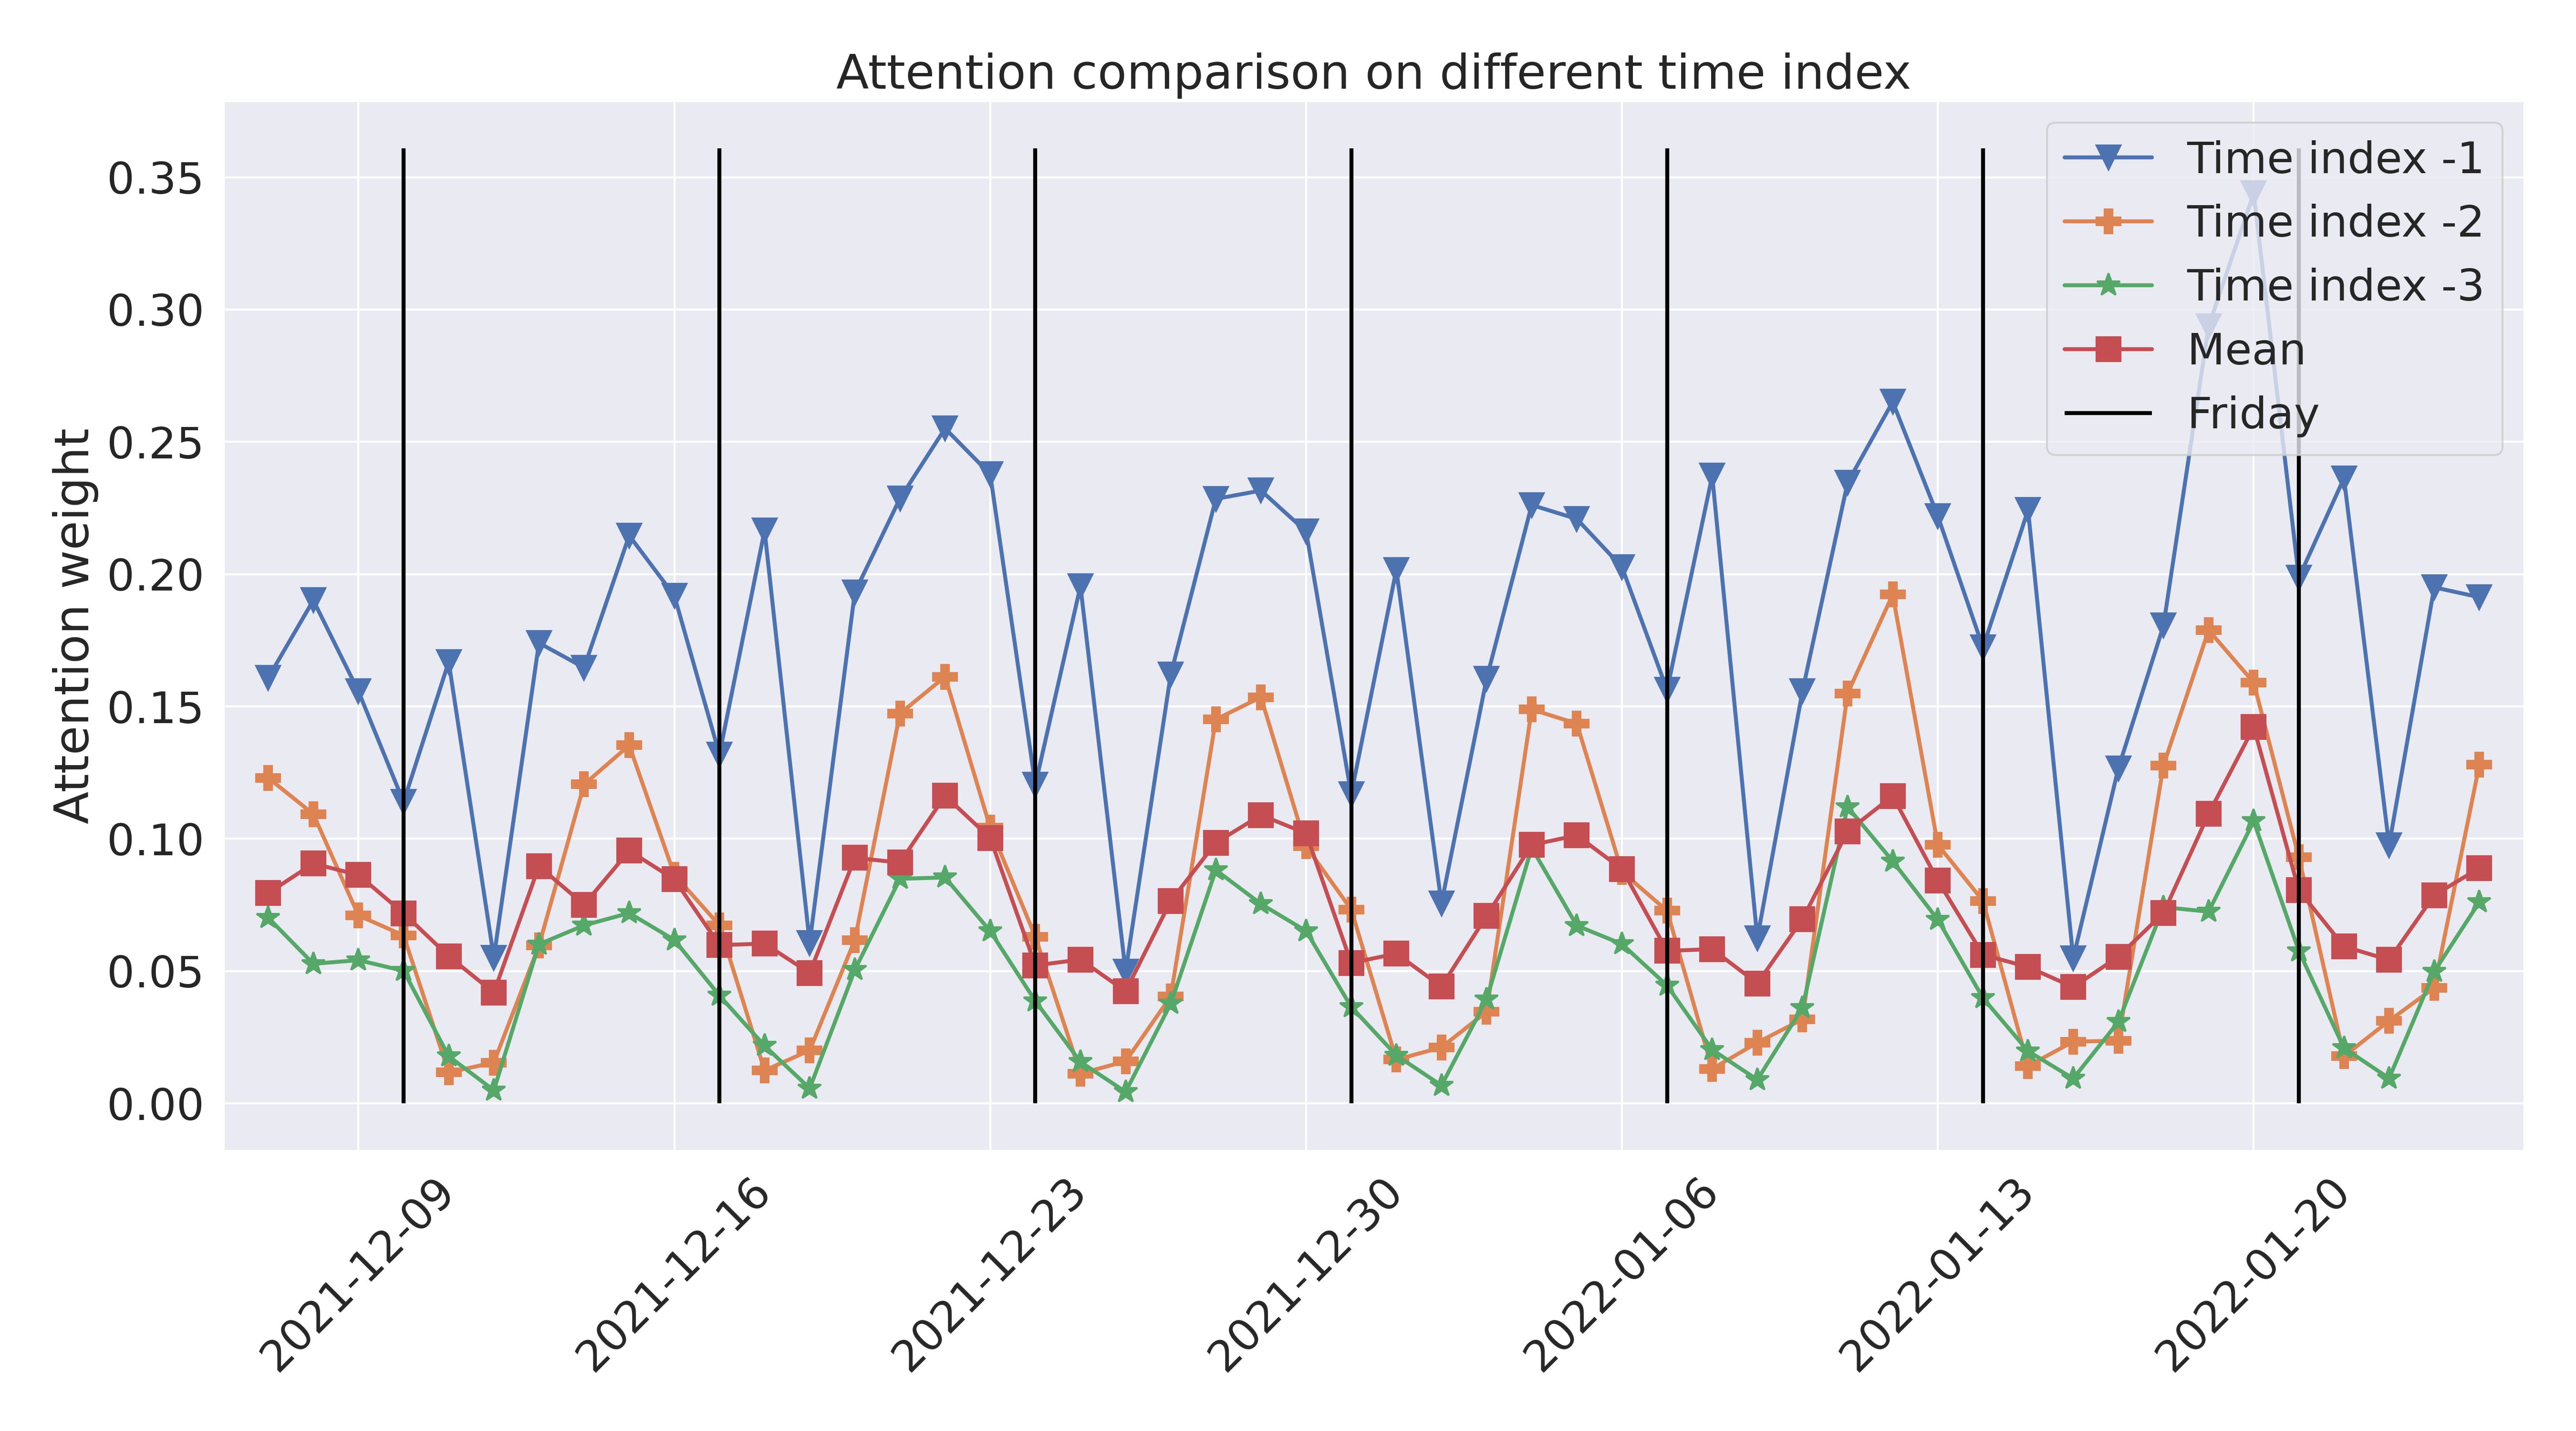 Attention comparison on different time index
Attention weight
0.35
0.30
0.25
0.20
0.15
0.10
0.05
0.00
Time index -1
Time index -2
Time index -3
Mean
Friday
2021-12-09
2021-12-16
2021-12-23
2021-12-30
2022-01-06
2022-01-13
2022-01-20